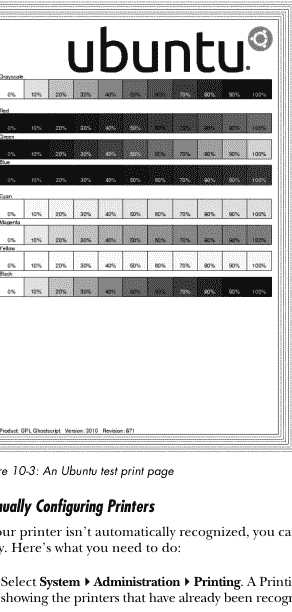 ubuntu
Grayscale
0% 10% 20% 30% 40% 50% 60% 70% 80% 90% 100%
Red
0% 10% 20% 30% 40% 50% 60% 70% 80% 90% 100%
Green
0% 10% 20% 30% 40% 50% 60% 70% 80% 90% 100%
Blue
0% 10% 20% 30% 40% 50% 60% 70% 80% 90% 100%
Cyan
0% 10% 20% 30% 40% 50% 60% 70% 80% 90% 100%
Magenta
0% 10% 20% 30% 40% 50% 60% 70% 80% 90% 100%
Yellow
0% 10% 20% 30% 40% 50% 60% 70% 80% 90% 100%
Black
0% 10% 20% 30% 40% 50% 60% 70% 80% 90% 100%
Product: GPL Ghostscript Version: 3010 Revision: 871
re 10-3: An Ubuntu test print page
nually Configuring Printers
our printer isn't automatically recognized, you ca
y. Here's what you need to do:
Select System ▸ Administration ▸ Printing. A Printi
showing the printers that have already been recogn